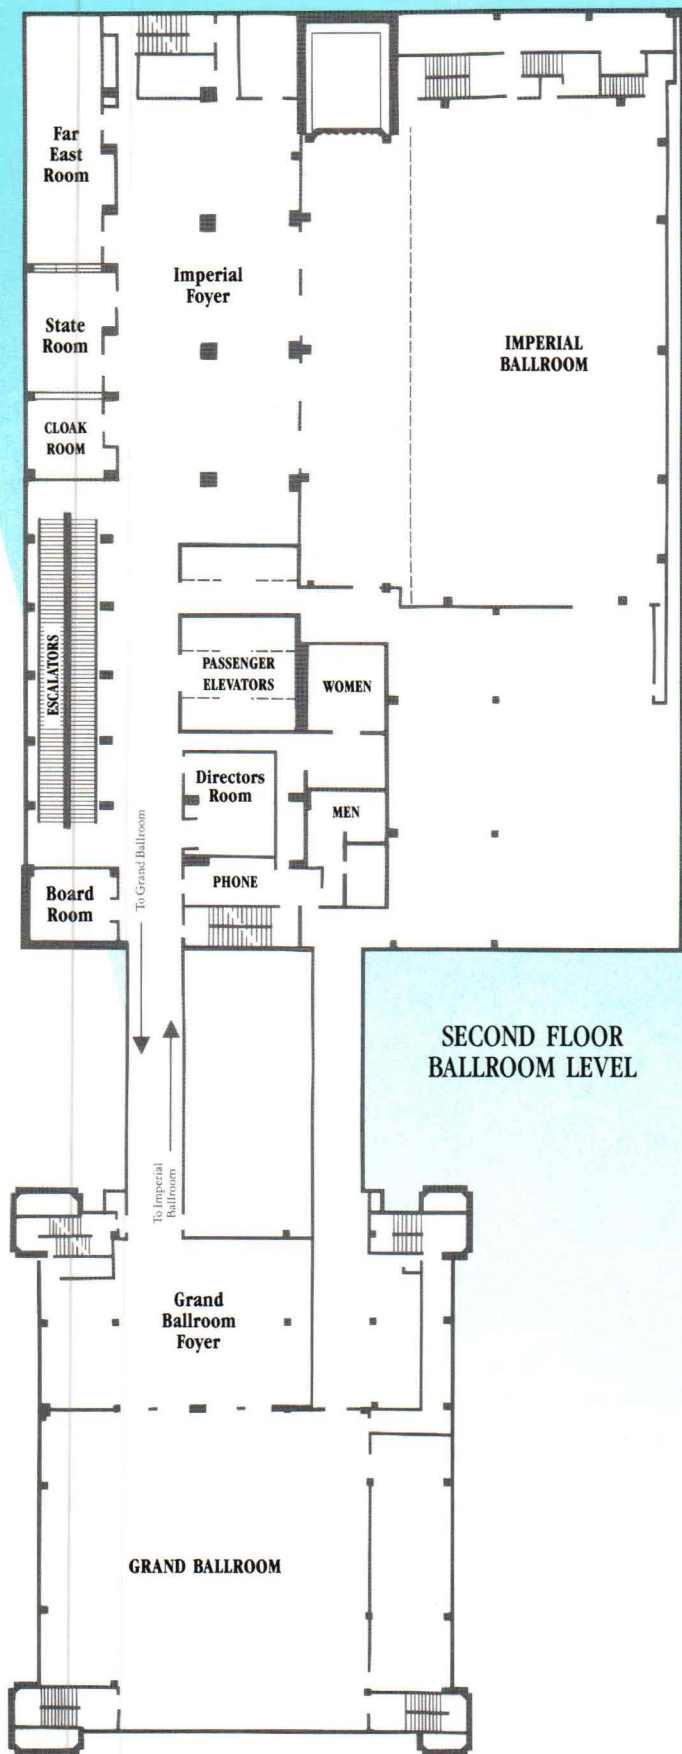 Far
East
Room
Imperial
Foyer
State
Room
IMPERIAL
BALLROOM
CLOAK
ROOM
ESCALATORS
PASSENGER
ELEVATORS
WOMEN
Directors
Room
MEN
PHONE
Board
Room
To Grand Ballroom
SECOND FLOOR
BALLROOM LEVEL
To Imperial
Ballroom
Grand
Ballroom
Foyer
GRAND BALLROOM